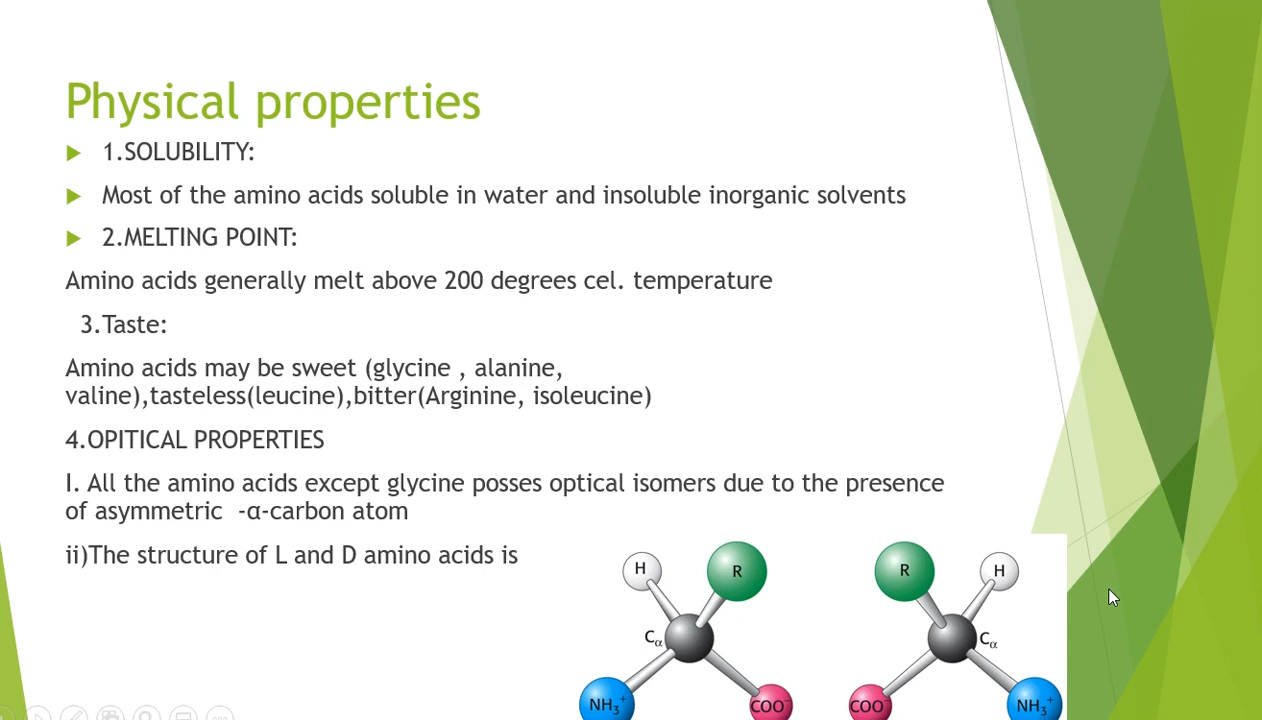 Physical properties
1.SOLUBILITY:
Most of the amino acids soluble in water and insoluble inorganic solvents
2.MELTING POINT:
Amino acids generally melt above 200 degrees cel. temperature
3.Taste:
Amino acids may be sweet (glycine , alanine,
valine),tasteless(leucine),bitter(Arginine, isoleucine)
4.OPITICAL PROPERTIES
I. All the amino acids except glycine posses optical isomers due to the presence
of asymmetric -α-carbon atom
ii)The structure of L and D amino acids is
H R R H
Cα Cα
NH3+ COO- COO- NH3+